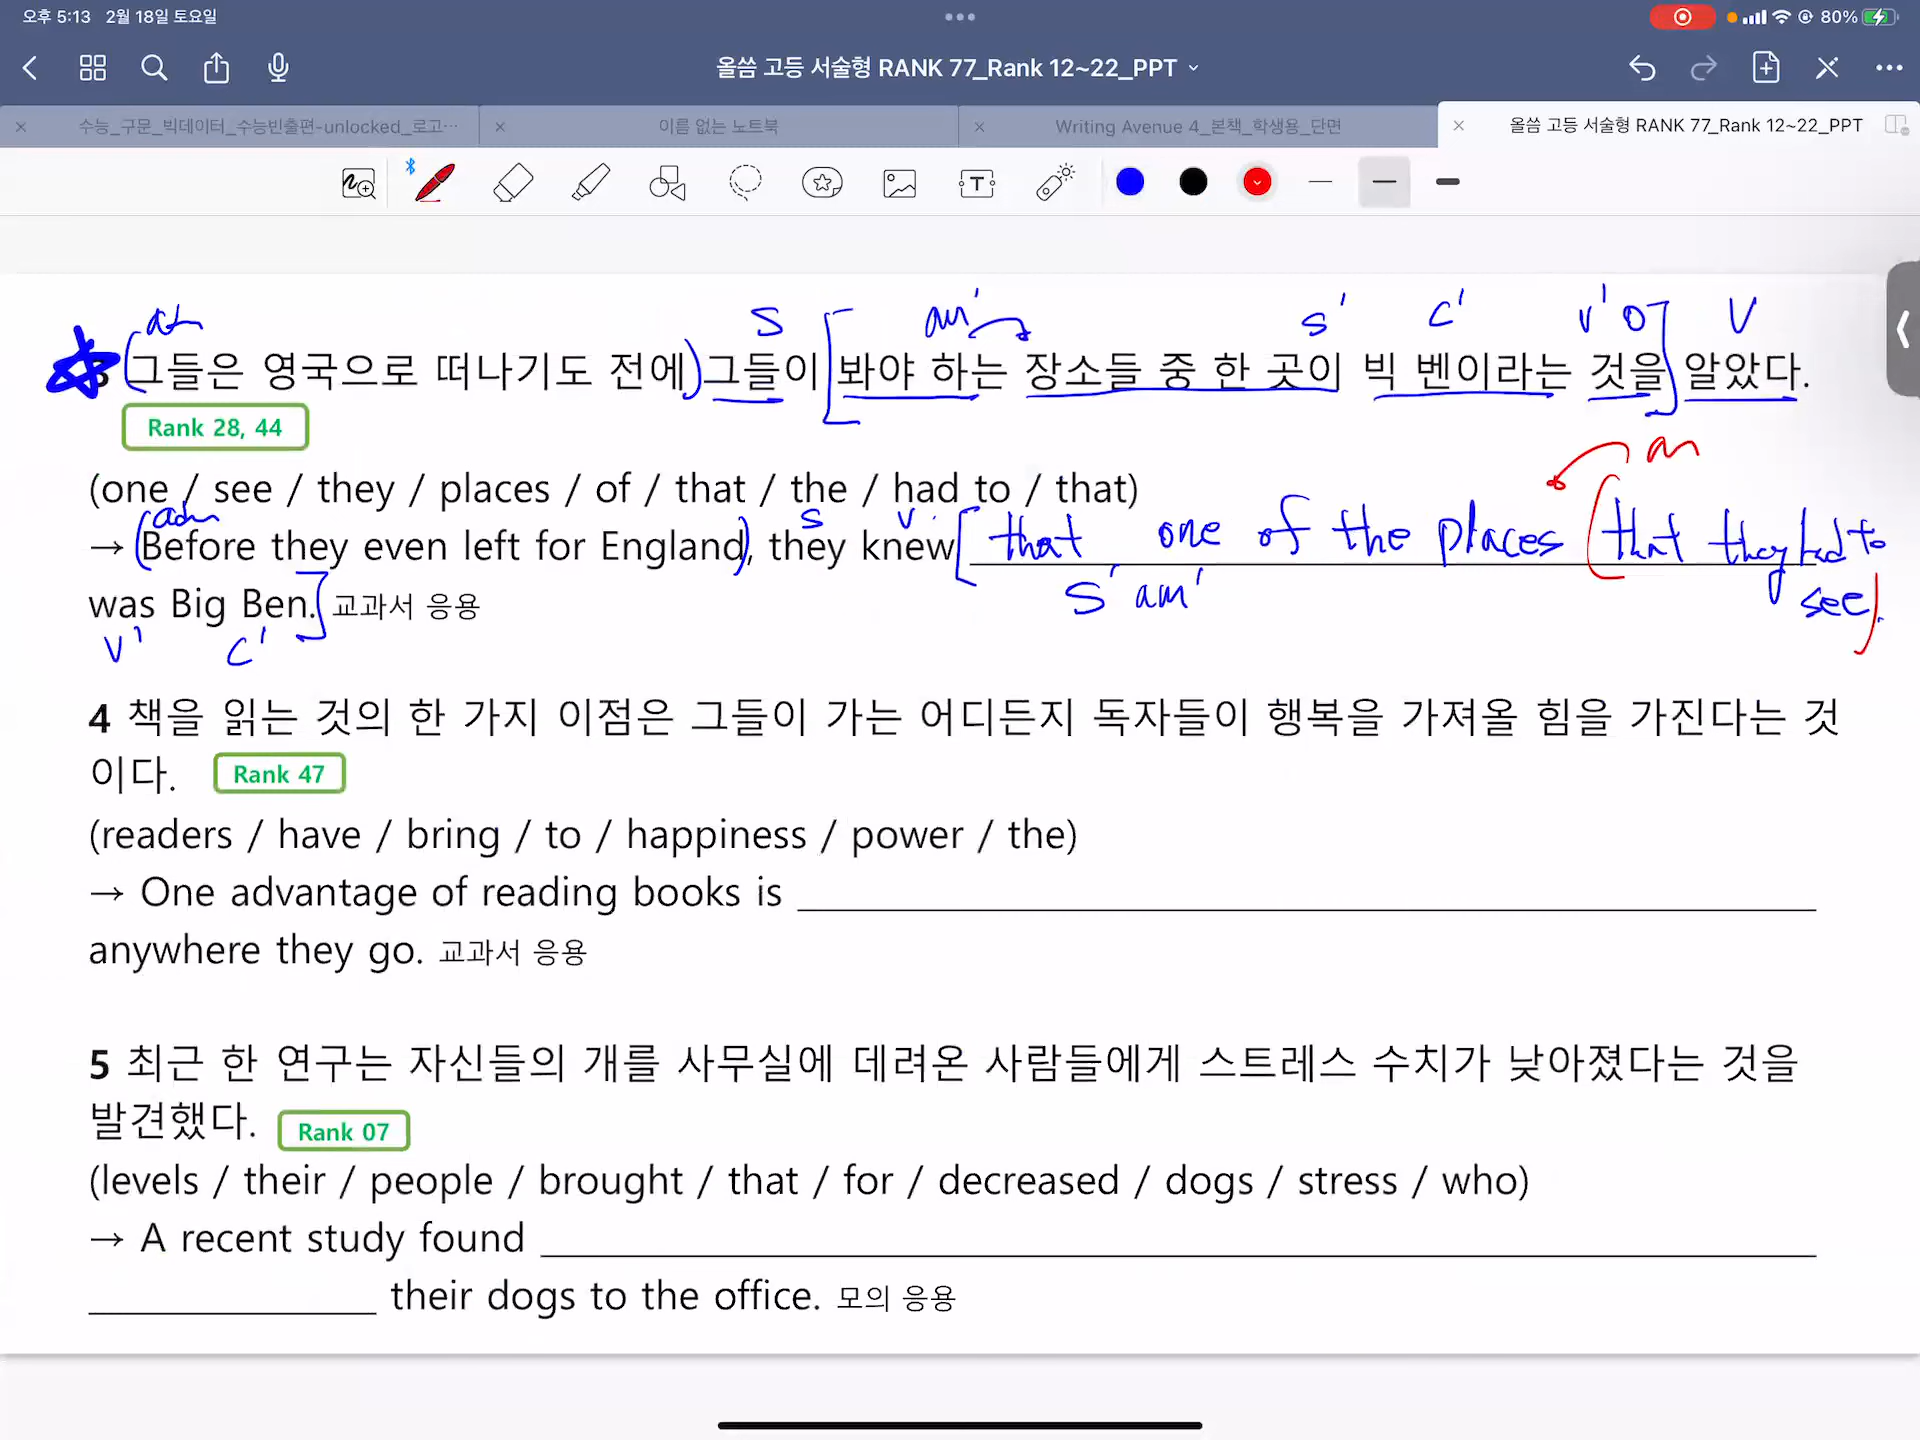 오후 5:13 2월 18일 토요일
80%
올씀 고등 서술형 RANK 77_Rank 12~22_PPT
수능_구문_빅데이터_수능빈출편-unlocked_로고…
이름 없는 노트북
Writing Avenue 4_본책_학생용_단면
올씀 고등 서술형 RANK 77_Rank 12~22_PPT
S am' s' c' v' O V
3 (그들은 영국으로 떠나기도 전에) 그들이 [봐야 하는 장소들 중 한 곳이 빅 벤이라는 것을] 알았다.
Rank 28, 44
(one / see / they / places / of / that / the / had to / that)
adv s v
→ (Before they even left for England), they knew [that one of the places (that they had to see)
s' am'
was Big Ben.] 교과서 응용
v' c'
4 책을 읽는 것의 한 가지 이점은 그들이 가는 어디든지 독자들이 행복을 가져올 힘을 가진다는 것
이다. Rank 47
(readers / have / bring / to / happiness / power / the)
→ One advantage of reading books is
anywhere they go. 교과서 응용
5 최근 한 연구는 자신들의 개를 사무실에 데려온 사람들에게 스트레스 수치가 낮아졌다는 것을
발견했다. Rank 07
(levels / their / people / brought / that / for / decreased / dogs / stress / who)
→ A recent study found
their dogs to the office. 모의 응용